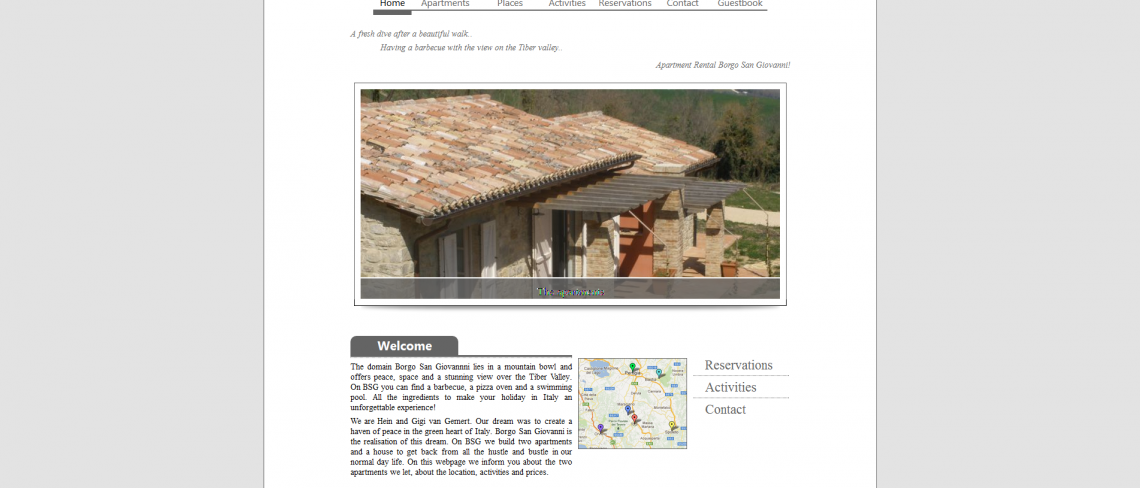 Home Apartments Places Activities Reservations Contact Guestbook
A fresh dive after a beautiful walk..
Having a barbecue with the view on the Tiber valley..
Apartment Rental Borgo San Giovanni!
Welcome
The domain Borgo San Giovannni lies in a mountain bowl and
offers peace, space and a stunning view over the Tiber Valley.
On BSG you can find a barbecue, a pizza oven and a swimming
pool. All the ingredients to make your holiday in Italy an
unforgettable experience!
We are Hein and Gigi van Gemert. Our dream was to create a
haven of peace in the green heart of Italy. Borgo San Giovanni is
the realisation of this dream. On BSG we build two apartments
and a house to get back from all the hustle and bustle in our
normal day life. On this webpage we inform you about the two
apartments we let, about the location, activities and prices.
Reservations
Activities
Contact